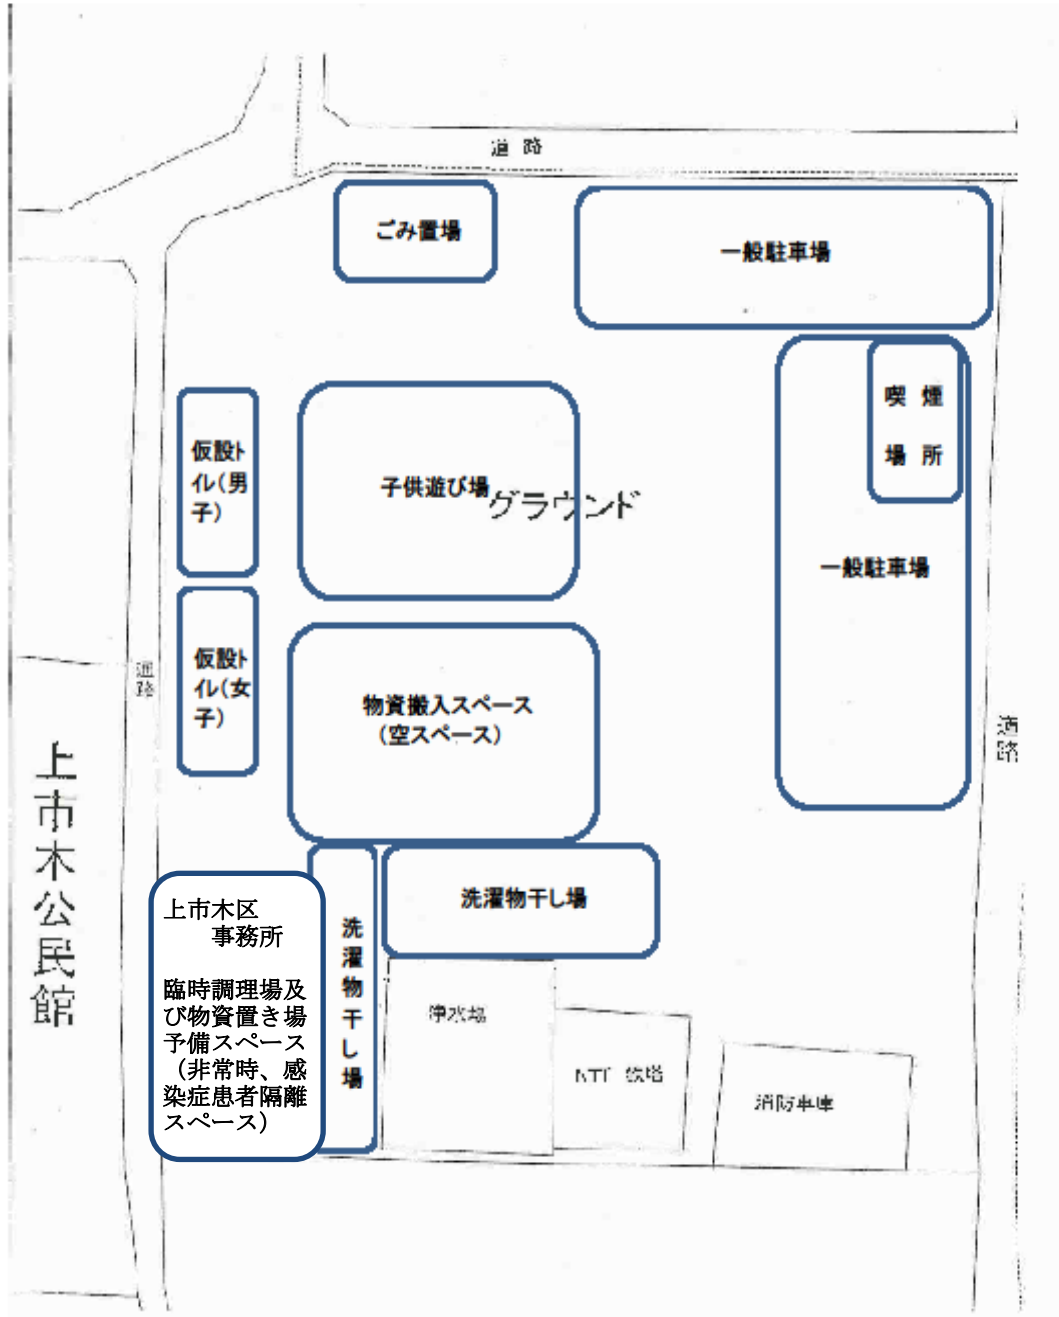 道路
ごみ置場
一般駐車場
喫煙
場所
仮設ト
イレ(男
子)
子供遊び場
グラウンド
一般駐車場
仮設ト
イレ(女
子)
道路
物資搬入スペース
(空スペース)
道路
上市木公民館
洗濯物干し場
洗濯物干し場
上市木区
事務所
臨時調理場及
び物資置き場
予備スペース
(非常時、感
染症患者隔離
スペース)
浄水場
NTT 鉄塔
消防車庫